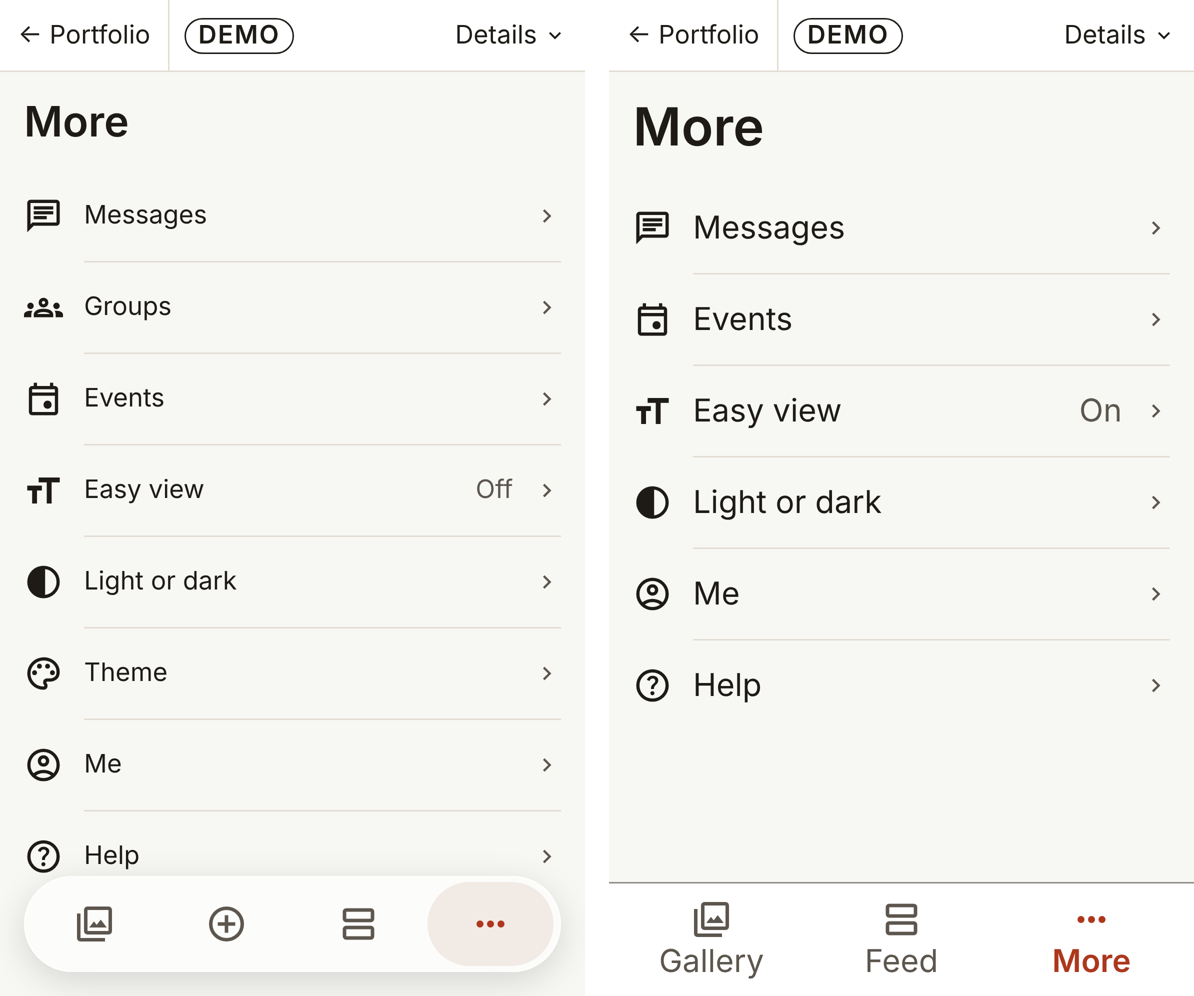 ← Portfolio DEMO Details
More
Messages
Groups
Events
Easy view Off
Light or dark
Theme
Me
Help
← Portfolio DEMO Details
More
Messages
Events
Easy view On
Light or dark
Me
Help
Gallery Feed More